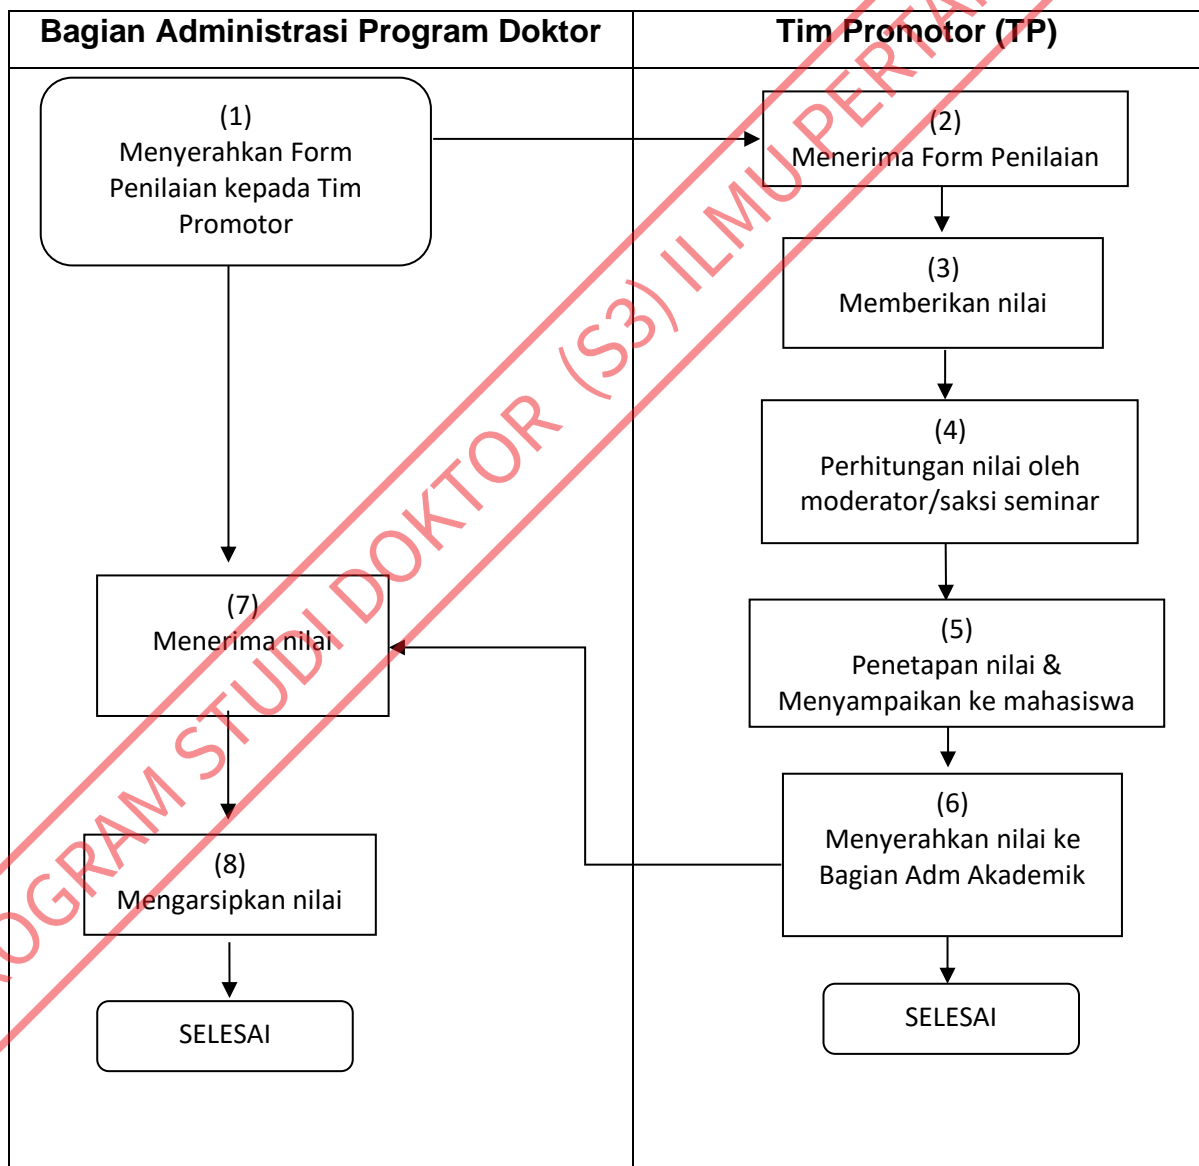 Bagian Administrasi Program Doktor
Tim Promotor (TP)
(1)
Menyerahkan Form
Penilaian kepada Tim
Promotor
(2)
Menerima Form Penilaian
(3)
Memberikan nilai
(4)
Perhitungan nilai oleh
moderator/saksi seminar
(5)
Penetapan nilai &
Menyampaikan ke mahasiswa
(6)
Menyerahkan nilai ke
Bagian Adm Akademik
SELESAI
(7)
Menerima nilai
(8)
Mengarsipkan nilai
SELESAI
STUDI DOKTOR (S3) ILMU